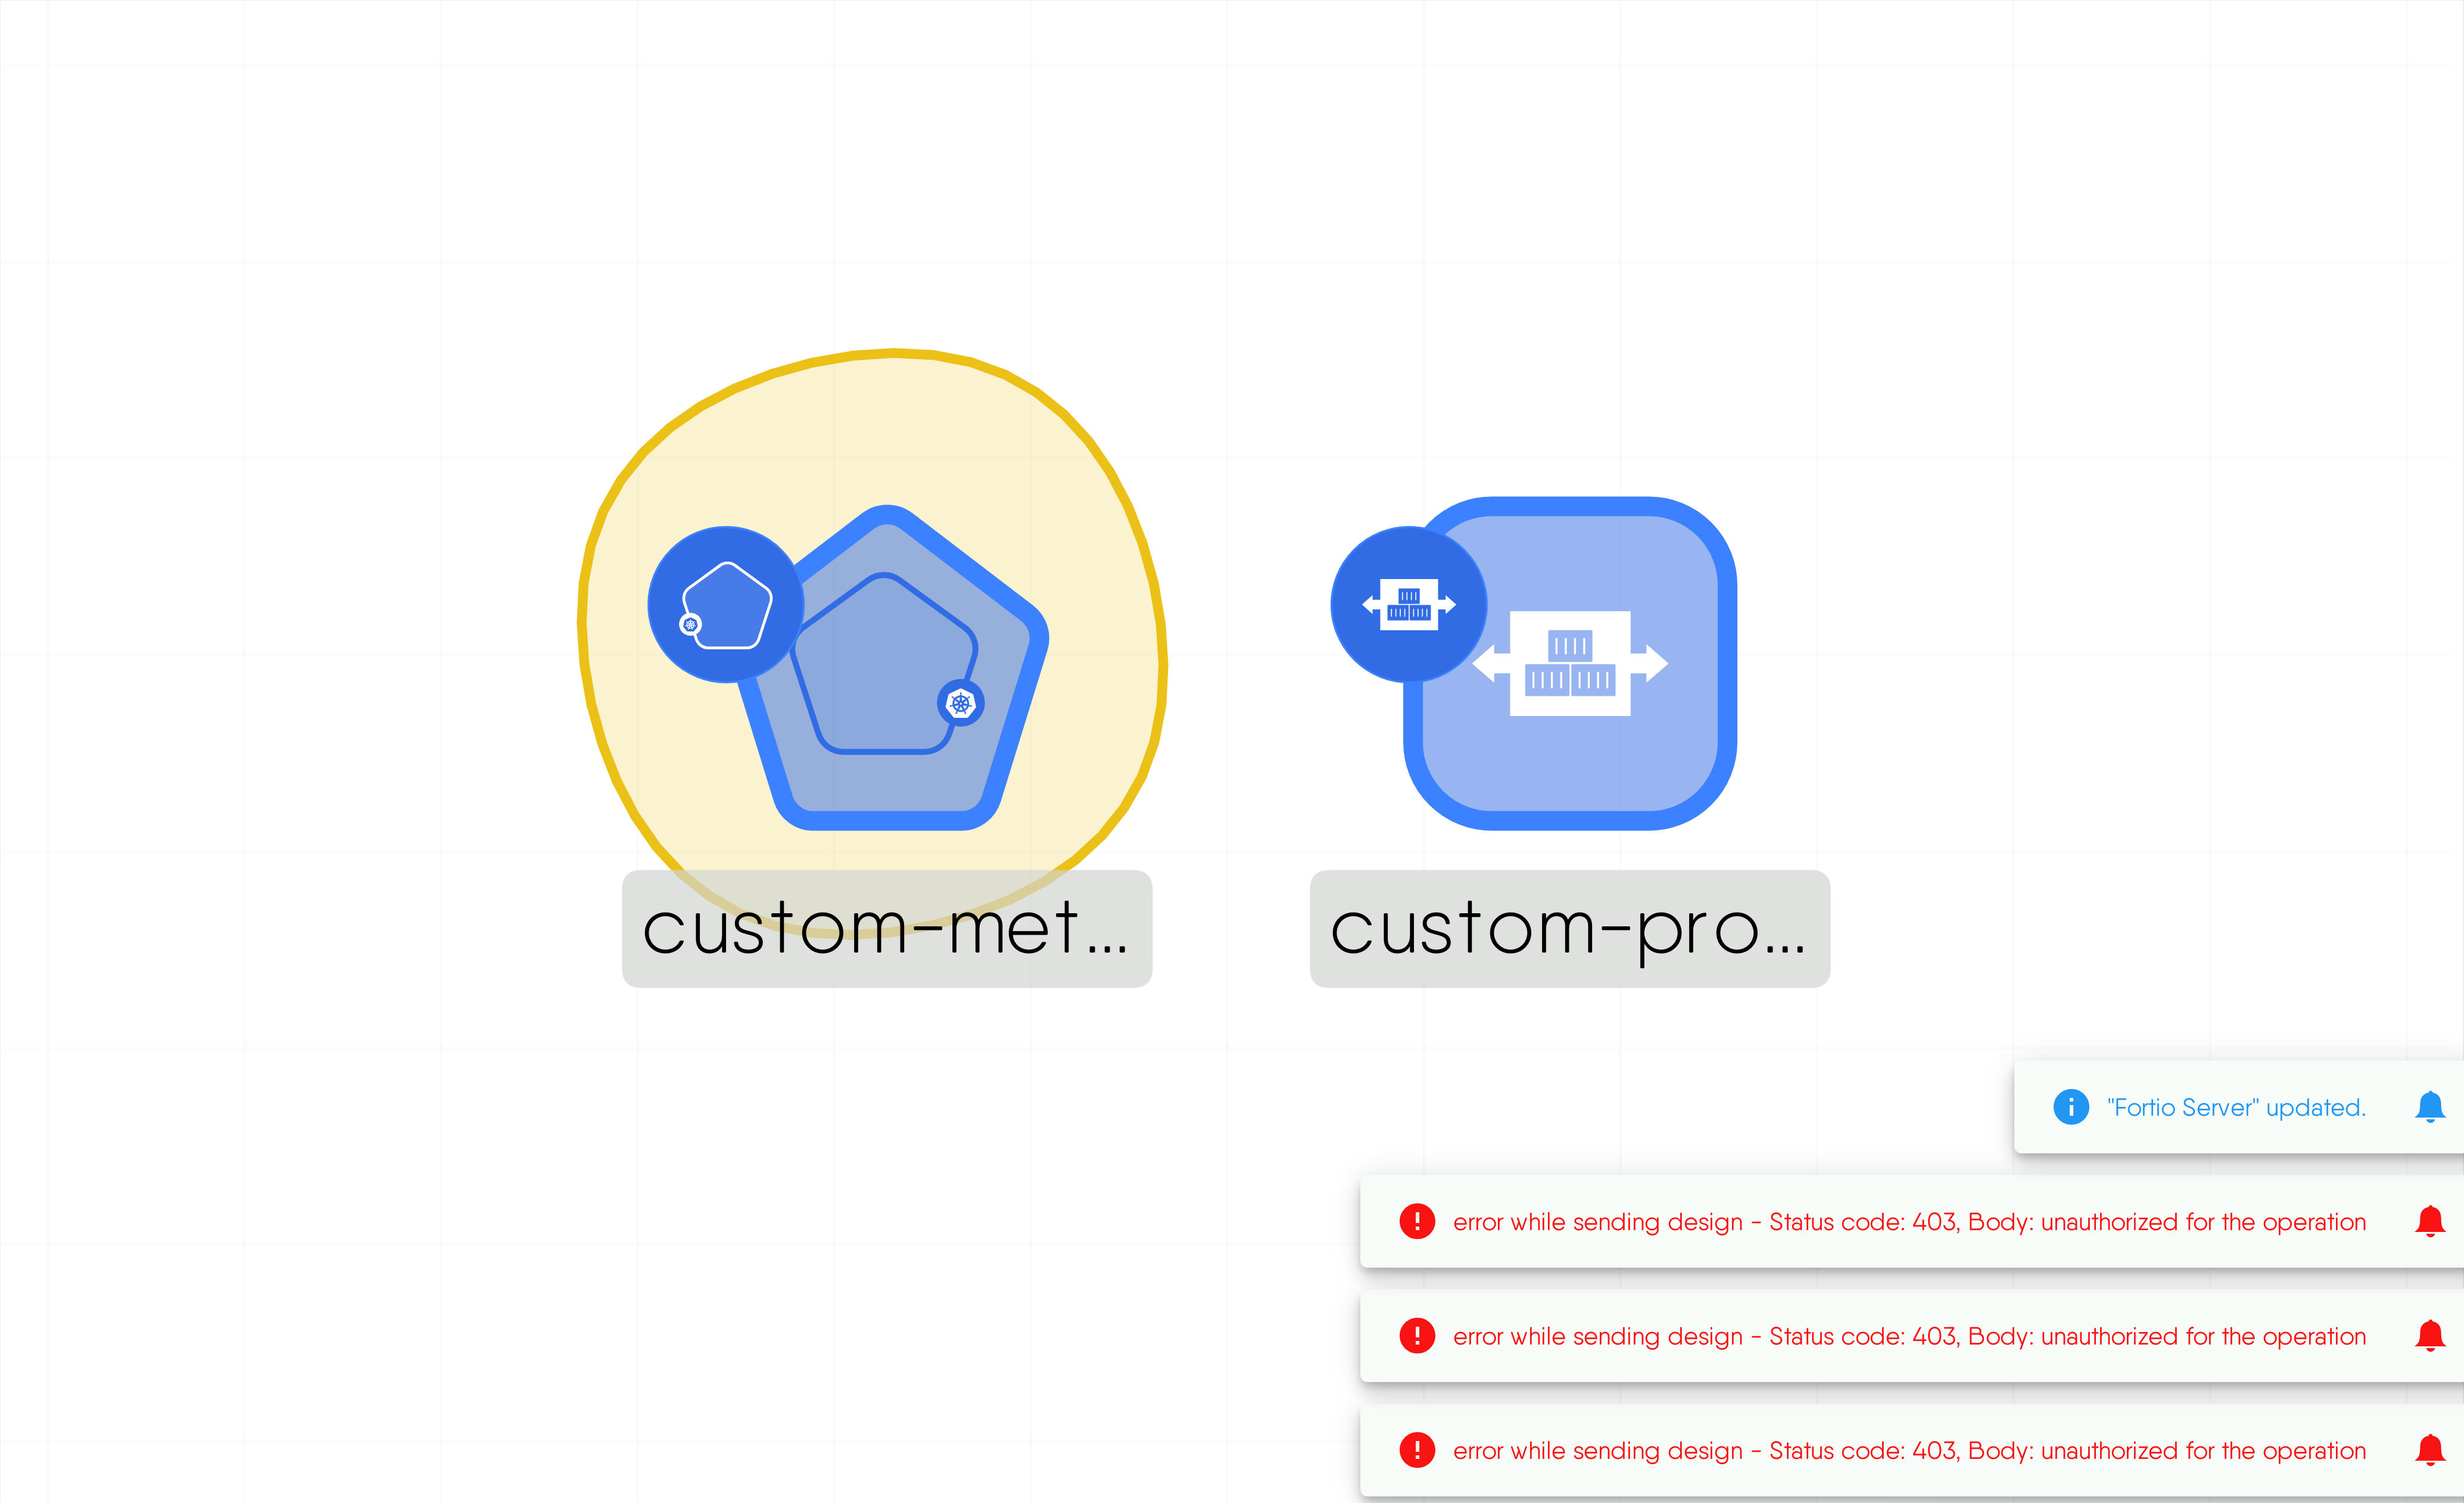 custom-met...
custom-pro...
"Fortio Server" updated.
error while sending design - Status code: 403, Body: unauthorized for the operation
error while sending design - Status code: 403, Body: unauthorized for the operation
error while sending design - Status code: 403, Body: unauthorized for the operation